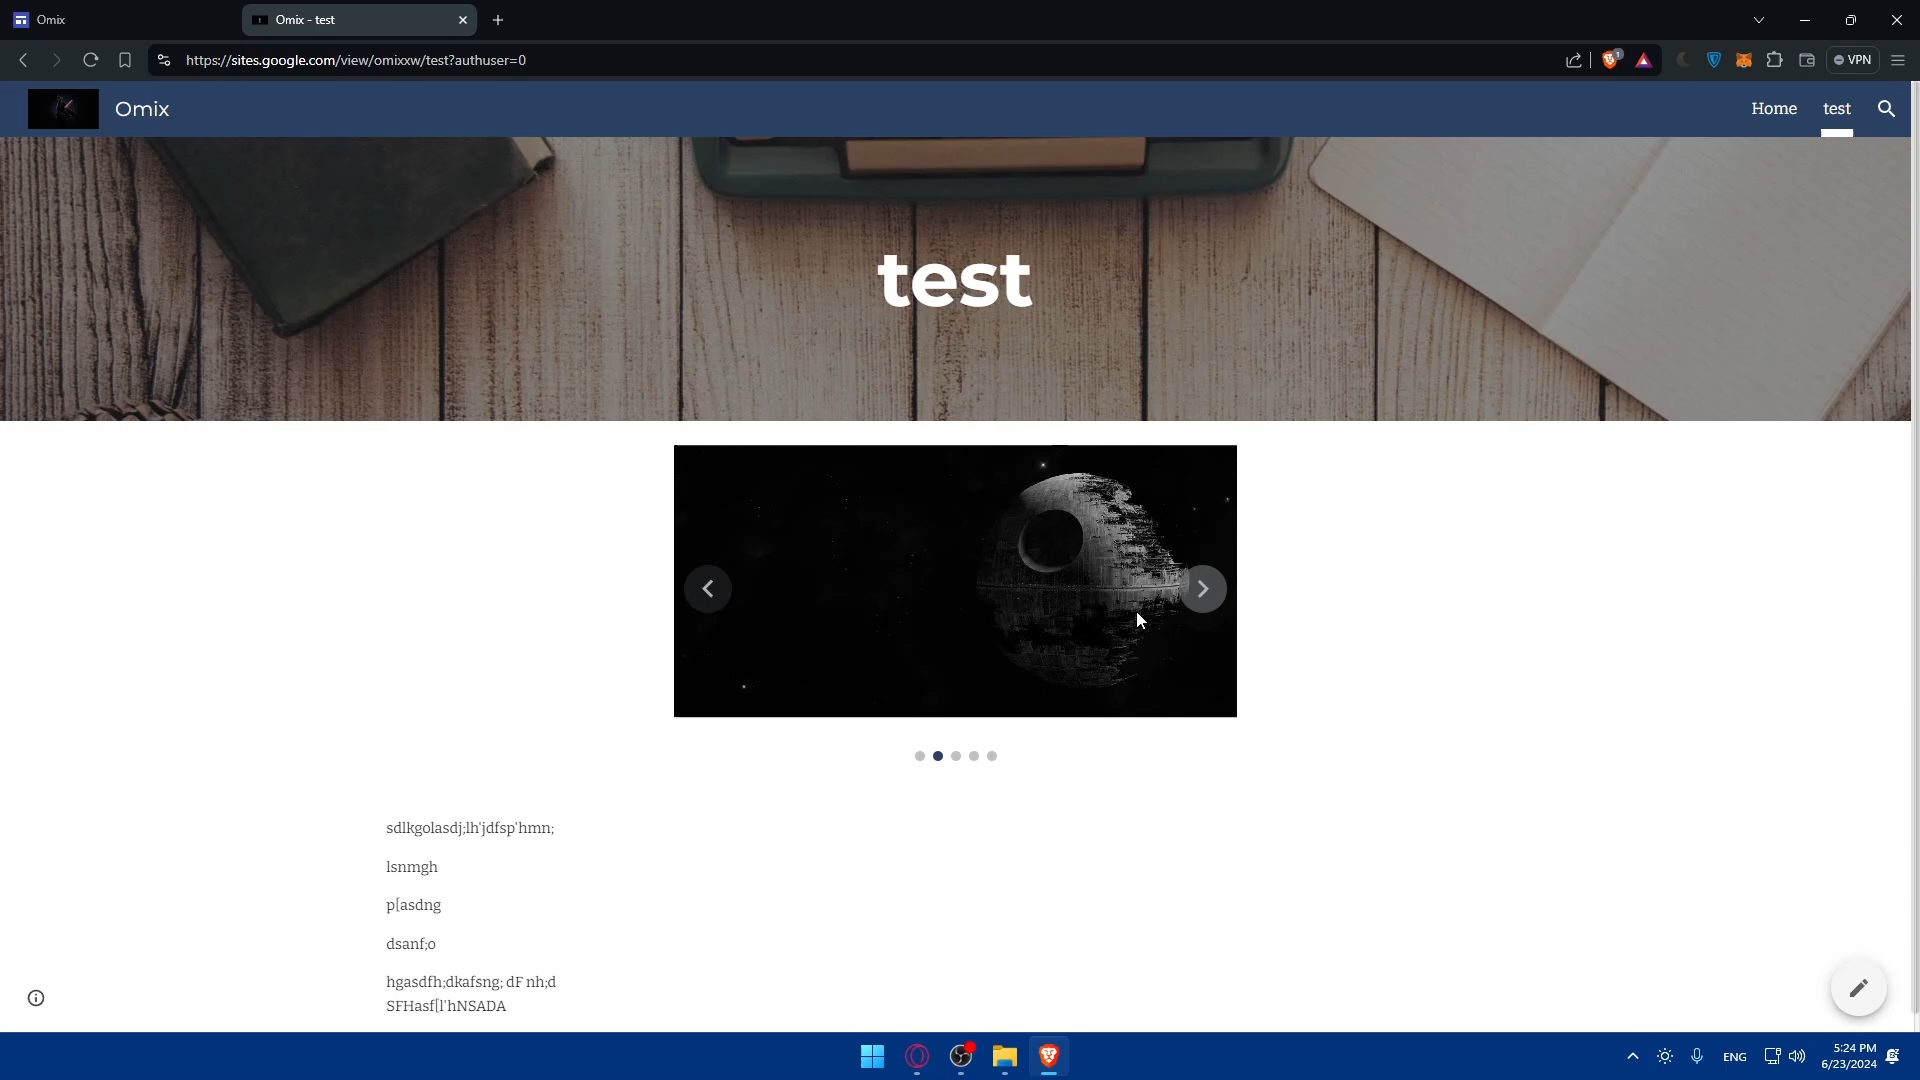 Omix
Omix - test
https://sites.google.com/view/omixxw/test?authuser=0
1
VPN
Omix
Home
test
test
sdlkgolasdj;lh'jdfsp'hmn;
lsnmgh
p[asdng
dsanf;o
hgasdfh;dkafsng; dF nh;d
SFHasf[l'hNSADA
ENG
5:24 PM
6/23/2024